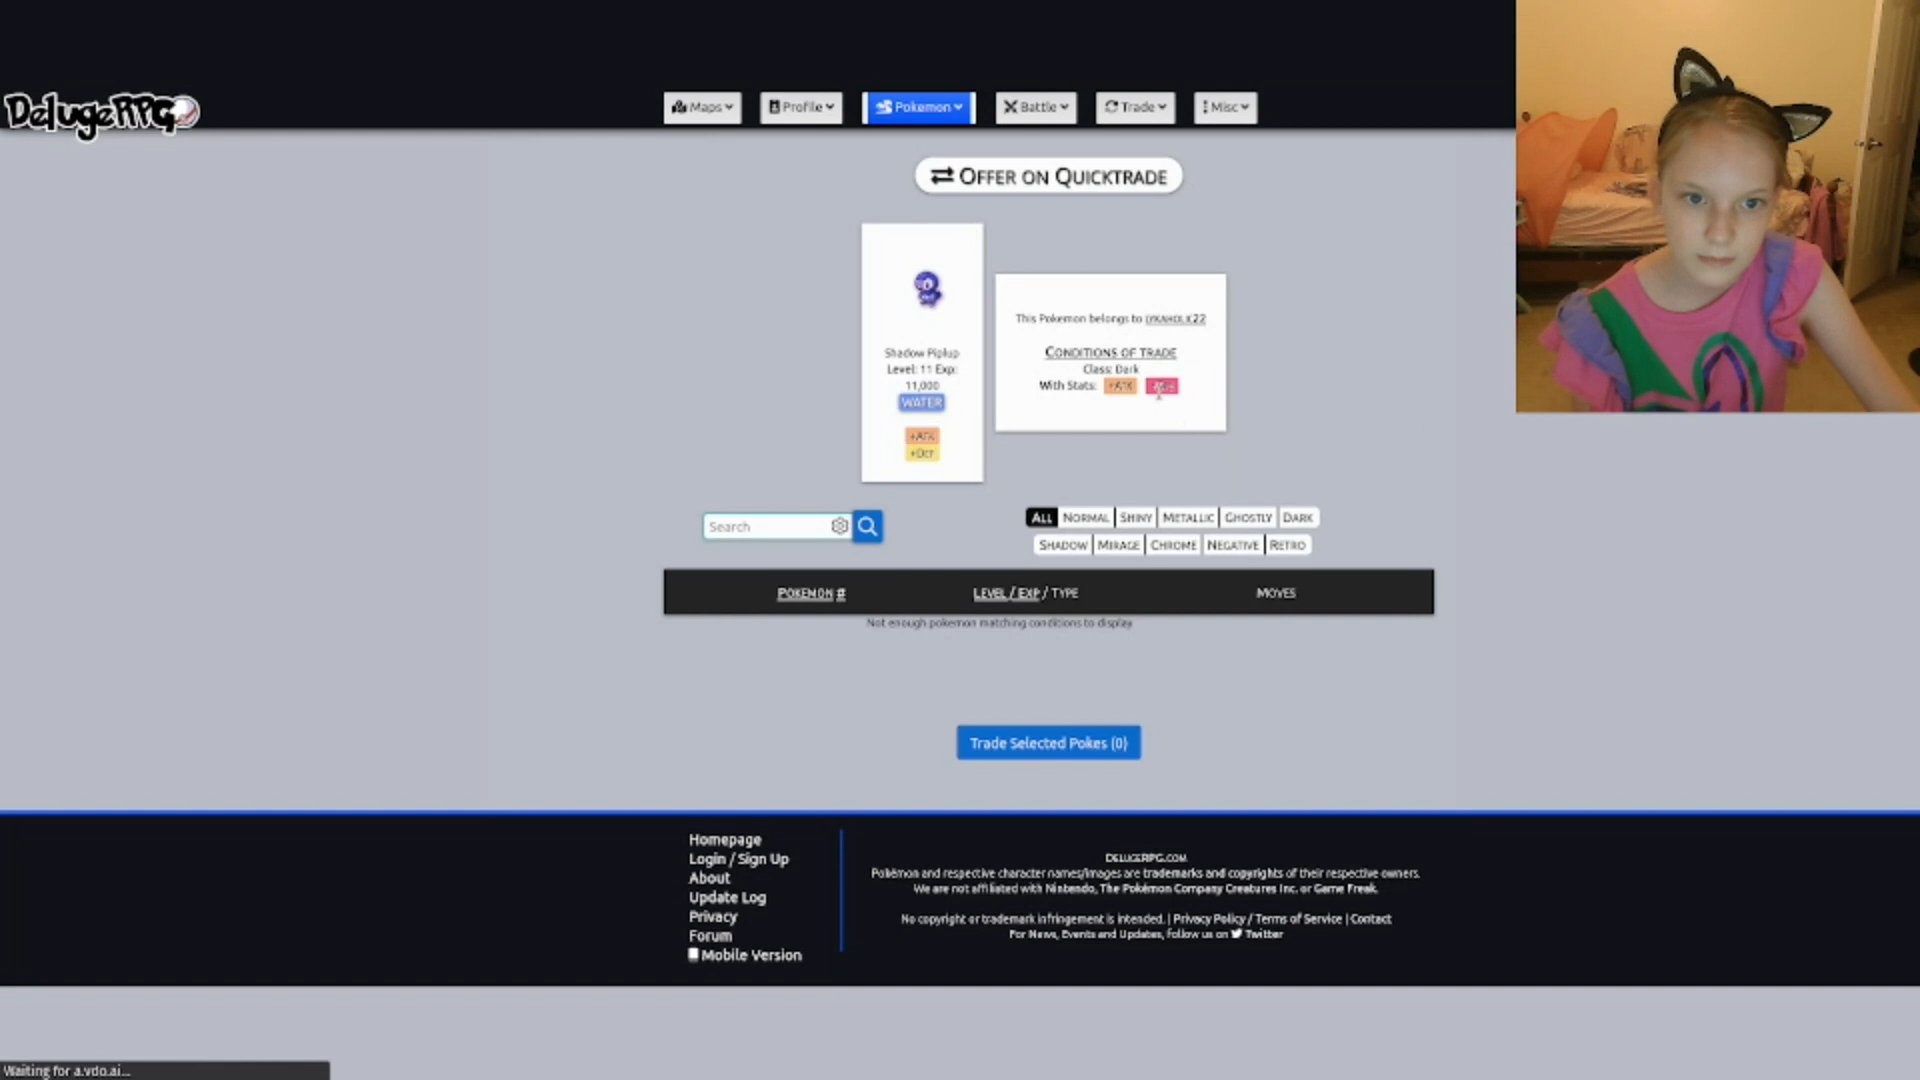 DelugeRPG
Maps
Profile
Pokemon
Battle
Trade
Misc
OFFER ON QUICKTRADE
Shadow Piplup
Level: 11 Exp:
11,000
WATER
+ATK
+DEF
This Pokemon belongs to
CONDITIONS OF TRADE
Class: Dark
With Stats: +ATK
Search
ALL NORMAL SHINY METALLIC GHOSTLY DARK
SHADOW MIRAGE CHROME NEGATIVE RETRO
POKEMON # LEVEL / EXP / TYPE MOVES
Not enough pokemon matching conditions to display
Trade Selected Pokes (0)
Homepage
Login / Sign Up
About
Update Log
Privacy
Forum
Mobile Version
DELUGERPG.COM
Pokémon and respective character names/images are trademarks and copyrights of their respective owners.
We are not affiliated with Nintendo, The Pokémon Company Creatures Inc. or Game Freak.
No copyright or trademark infringement is intended. | Privacy Policy / Terms of Service | Contact
For News, Events and Updates, follow us on Twitter
Waiting for a.vdo.ai...